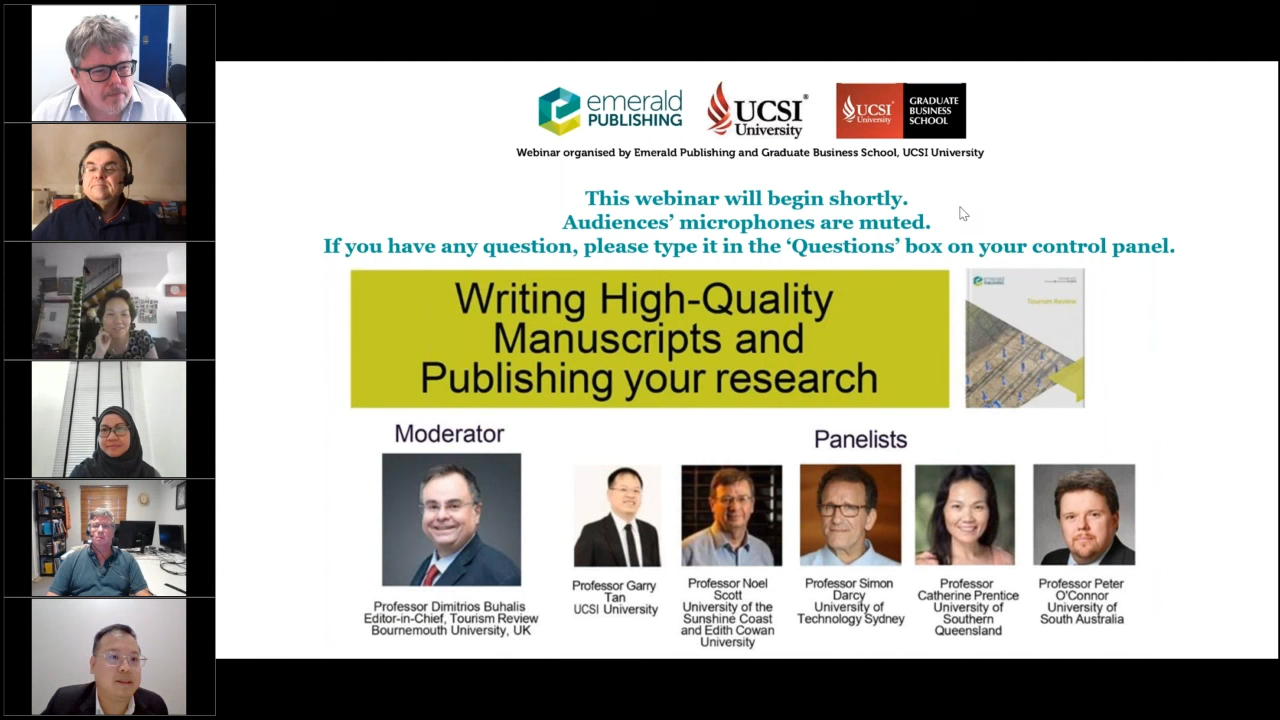 emerald
PUBLISHING
UCSI
University
UCSI
University
GRADUATE
BUSINESS
SCHOOL
Webinar organised by Emerald Publishing and Graduate Business School, UCSI University
This webinar will begin shortly.
Audiences’ microphones are muted.
If you have any question, please type it in the ‘Questions’ box on your control panel.
Writing High-Quality
Manuscripts and
Publishing your research
emerald
PUBLISHING
Tourism Review
Moderator
Panelists
Professor Dimitrios Buhalis
Editor-in-Chief, Tourism Review
Bournemouth University, UK
Professor Garry
Tan
UCSI University
Professor Noel
Scott
University of the
Sunshine Coast
and Edith Cowan
University
Professor Simon
Darcy
University of
Technology Sydney
Professor
Catherine Prentice
University of
Southern
Queensland
Professor Peter
O'Connor
University of
South Australia